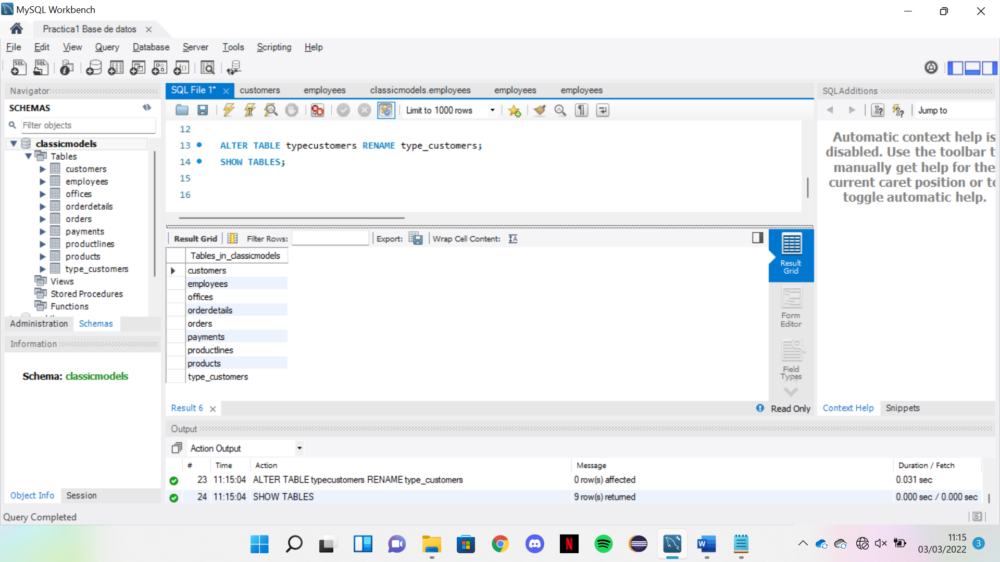 MySQL Workbench
Practica1 Base de datos
File Edit View Query Database Server Tools Scripting Help
Navigator
SCHEMAS
Filter objects
classicmodels
Tables
customers
employees
offices
orderdetails
orders
payments
productlines
products
type_customers
Views
Stored Procedures
Functions
Administration Schemas
Information
Schema: classicmodels
Object Info Session
SQL File 1* customers employees classicmodels.employees employees employees
Limit to 1000 rows
12
13 ALTER TABLE typecustomers RENAME type_customers;
14 SHOW TABLES;
15
16
Result Grid Filter Rows: Export: Wrap Cell Content:
Tables_in_classicmodels
customers
employees
offices
orderdetails
orders
payments
productlines
products
type_customers
Result Grid
Form Editor
Field Types
Result 6 Read Only
SQLAdditions
Jump to
Automatic context help is
disabled. Use the toolbar t
manually get help for the
current caret position or to
toggle automatic help.
Context Help Snippets
Output
Action Output
# Time Action Message Duration / Fetch
23 11:15:04 ALTER TABLE typecustomers RENAME type_customers 0 row(s) affected 0.031 sec
24 11:15:04 SHOW TABLES 9 row(s) returned 0.000 sec / 0.000 sec
Query Completed
11:15
03/03/2022
3